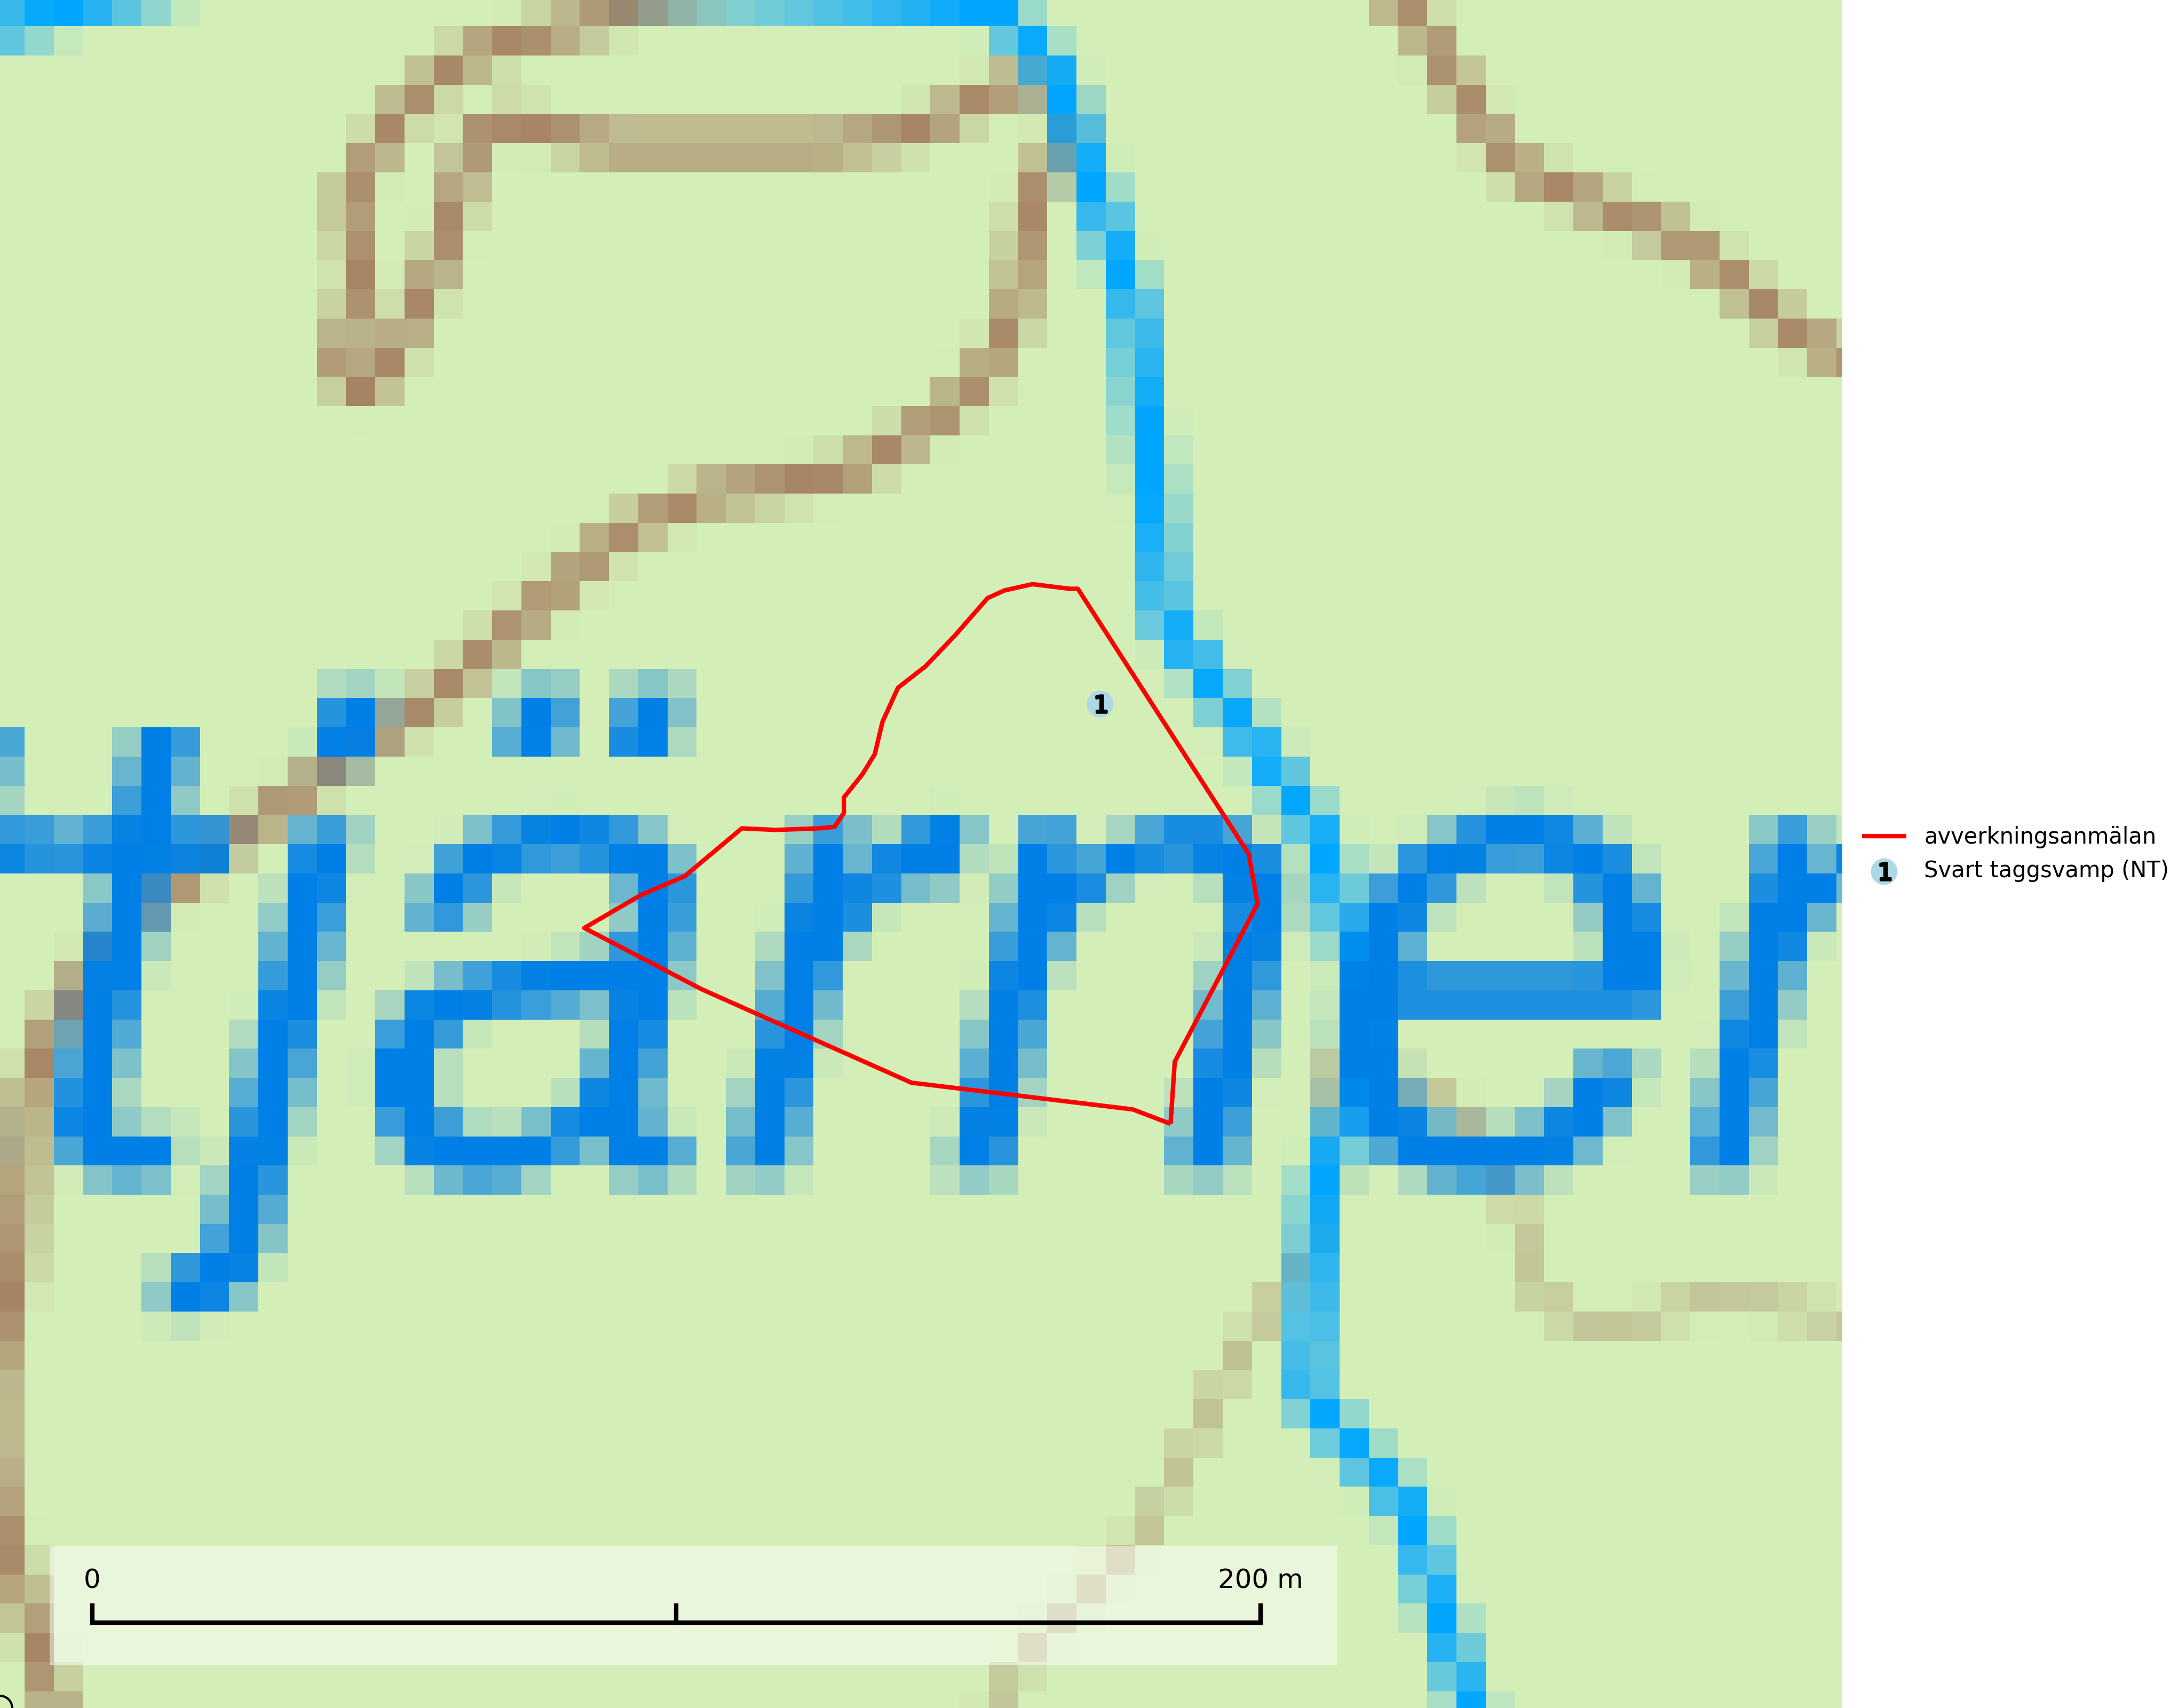 1
tjärner
avverkningsanmälan
1 Svart taggsvamp (NT)
0 200 m